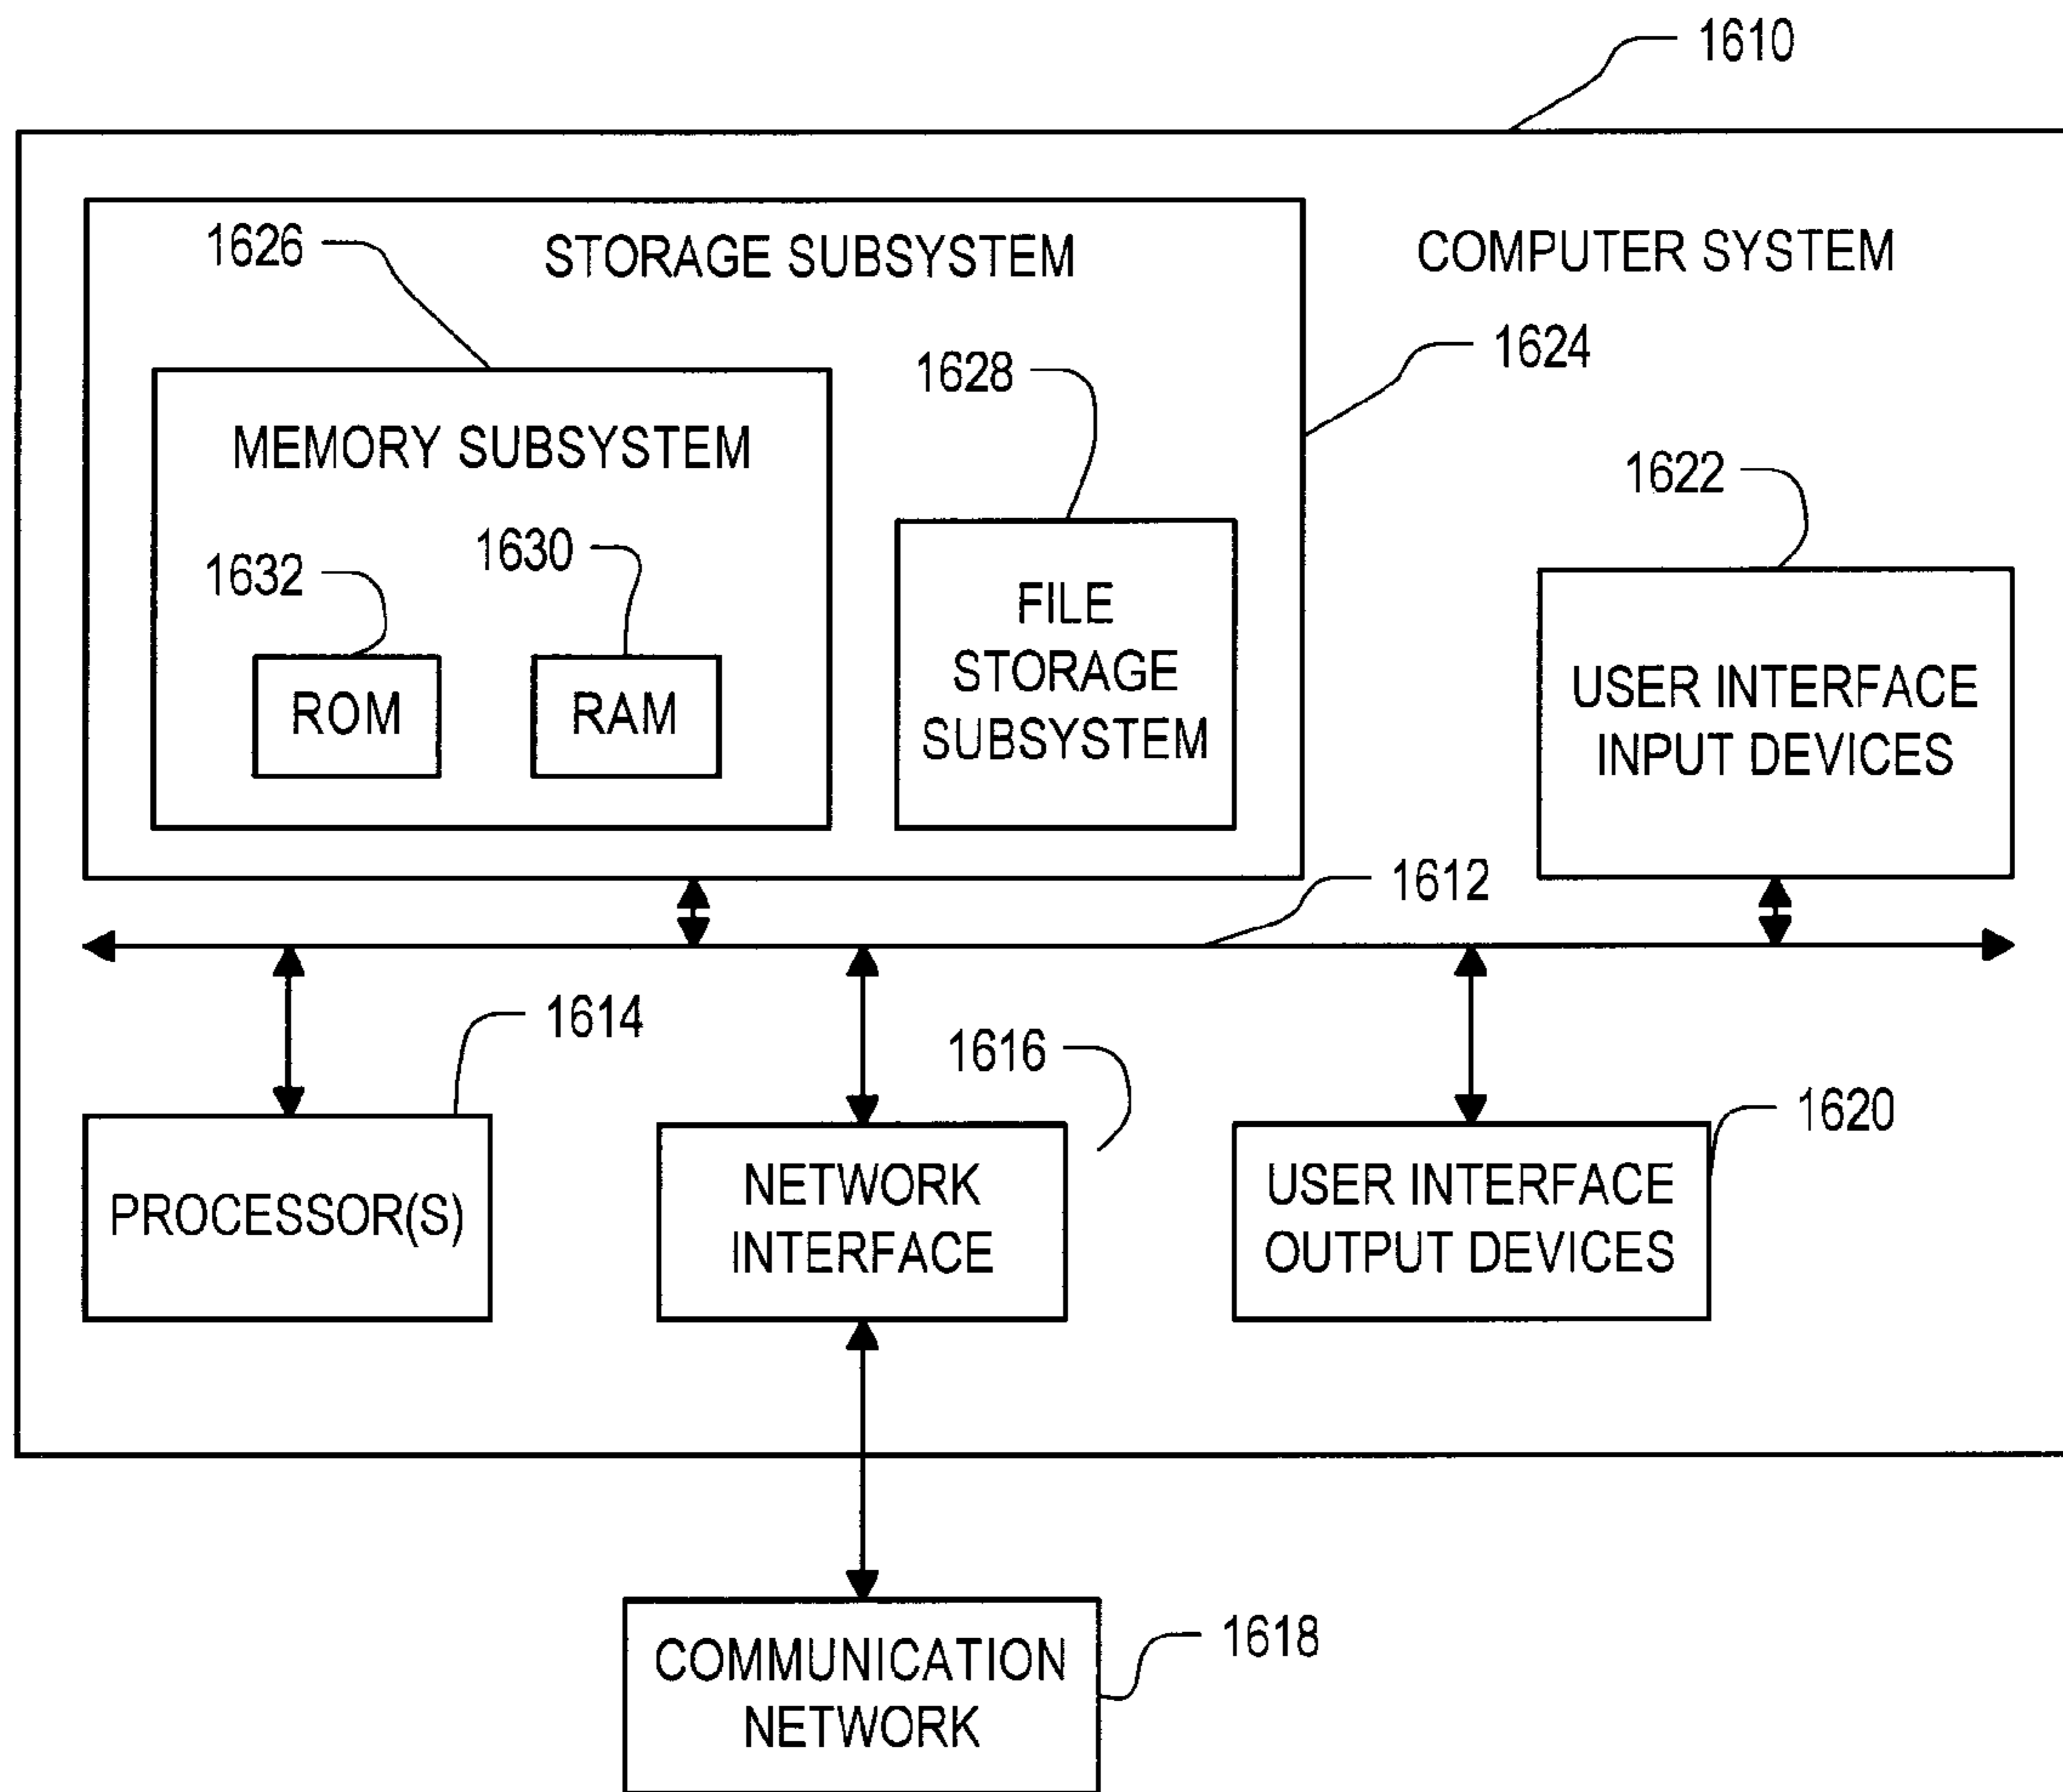 1610
1626
STORAGE SUBSYSTEM
COMPUTER SYSTEM
1624
1628
MEMORY SUBSYSTEM
1622
1632
1630
FILE
STORAGE
SUBSYSTEM
ROM
RAM
USER INTERFACE
INPUT DEVICES
1612
1614
1616
1620
PROCESSOR(S)
NETWORK
INTERFACE
USER INTERFACE
OUTPUT DEVICES
1618
COMMUNICATION
NETWORK